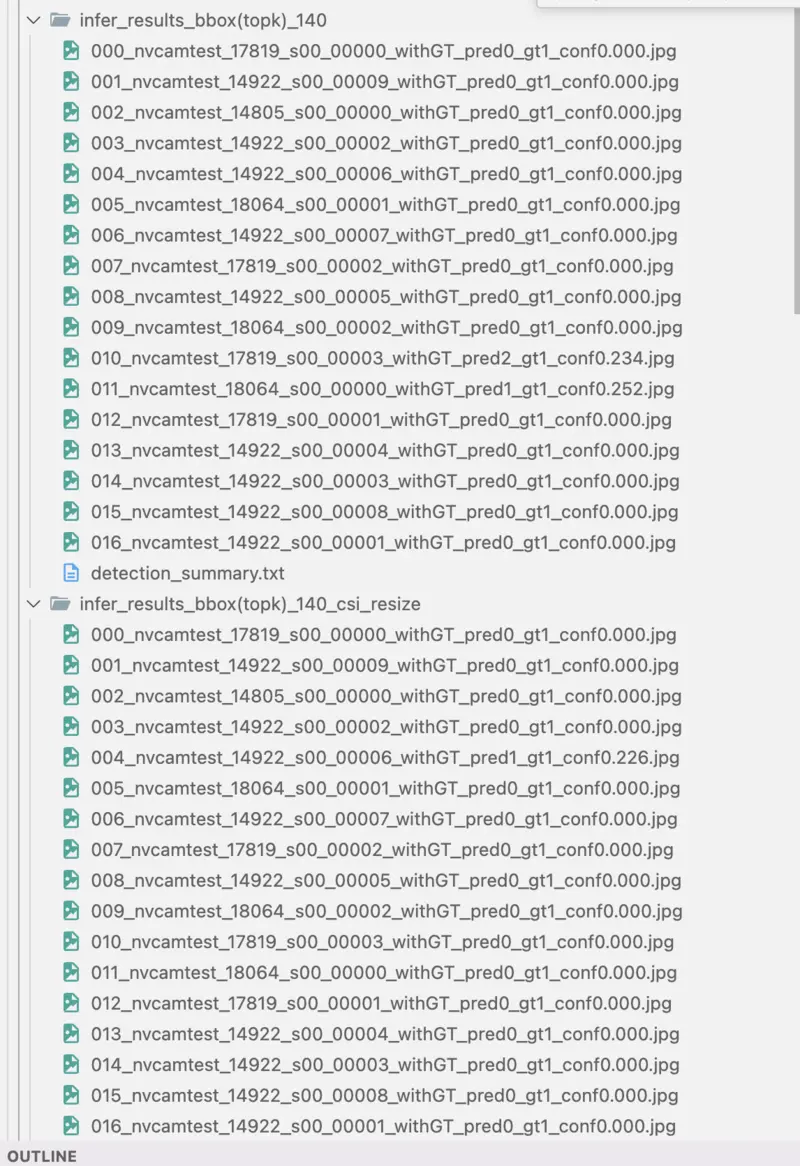 infer_results_bbox(topk)_140
000_nvcamtest_17819_s00_00000_withGT_pred0_gt1_conf0.000.jpg
001_nvcamtest_14922_s00_00009_withGT_pred0_gt1_conf0.000.jpg
002_nvcamtest_14805_s00_00000_withGT_pred0_gt1_conf0.000.jpg
003_nvcamtest_14922_s00_00002_withGT_pred0_gt1_conf0.000.jpg
004_nvcamtest_14922_s00_00006_withGT_pred0_gt1_conf0.000.jpg
005_nvcamtest_18064_s00_00001_withGT_pred0_gt1_conf0.000.jpg
006_nvcamtest_14922_s00_00007_withGT_pred0_gt1_conf0.000.jpg
007_nvcamtest_17819_s00_00002_withGT_pred0_gt1_conf0.000.jpg
008_nvcamtest_14922_s00_00005_withGT_pred0_gt1_conf0.000.jpg
009_nvcamtest_18064_s00_00002_withGT_pred0_gt1_conf0.000.jpg
010_nvcamtest_17819_s00_00003_withGT_pred2_gt1_conf0.234.jpg
011_nvcamtest_18064_s00_00000_withGT_pred1_gt1_conf0.252.jpg
012_nvcamtest_17819_s00_00001_withGT_pred0_gt1_conf0.000.jpg
013_nvcamtest_14922_s00_00004_withGT_pred0_gt1_conf0.000.jpg
014_nvcamtest_14922_s00_00003_withGT_pred0_gt1_conf0.000.jpg
015_nvcamtest_14922_s00_00008_withGT_pred0_gt1_conf0.000.jpg
016_nvcamtest_14922_s00_00001_withGT_pred0_gt1_conf0.000.jpg
detection_summary.txt
infer_results_bbox(topk)_140_csi_resize
000_nvcamtest_17819_s00_00000_withGT_pred0_gt1_conf0.000.jpg
001_nvcamtest_14922_s00_00009_withGT_pred0_gt1_conf0.000.jpg
002_nvcamtest_14805_s00_00000_withGT_pred0_gt1_conf0.000.jpg
003_nvcamtest_14922_s00_00002_withGT_pred0_gt1_conf0.000.jpg
004_nvcamtest_14922_s00_00006_withGT_pred1_gt1_conf0.226.jpg
005_nvcamtest_18064_s00_00001_withGT_pred0_gt1_conf0.000.jpg
006_nvcamtest_14922_s00_00007_withGT_pred0_gt1_conf0.000.jpg
007_nvcamtest_17819_s00_00002_withGT_pred0_gt1_conf0.000.jpg
008_nvcamtest_14922_s00_00005_withGT_pred0_gt1_conf0.000.jpg
009_nvcamtest_18064_s00_00002_withGT_pred0_gt1_conf0.000.jpg
010_nvcamtest_17819_s00_00003_withGT_pred0_gt1_conf0.000.jpg
011_nvcamtest_18064_s00_00000_withGT_pred0_gt1_conf0.000.jpg
012_nvcamtest_17819_s00_00001_withGT_pred0_gt1_conf0.000.jpg
013_nvcamtest_14922_s00_00004_withGT_pred0_gt1_conf0.000.jpg
014_nvcamtest_14922_s00_00003_withGT_pred0_gt1_conf0.000.jpg
015_nvcamtest_14922_s00_00008_withGT_pred0_gt1_conf0.000.jpg
016_nvcamtest_14922_s00_00001_withGT_pred0_gt1_conf0.000.jpg
OUTLINE